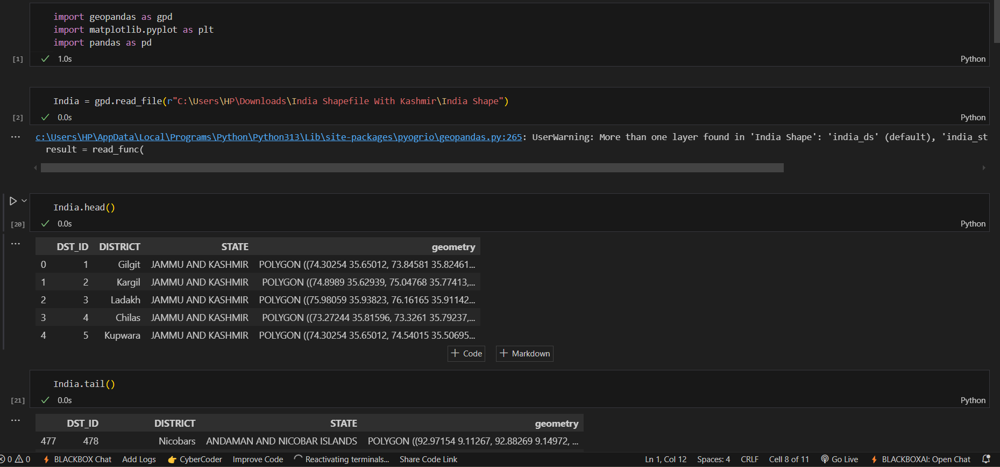 import geopandas as gpd
import matplotlib.pyplot as plt
import pandas as pd
[1] 1.0s Python
India = gpd.read_file(r"C:\Users\HP\Downloads\India Shapefile With Kashmir\India Shape")
[2] 0.0s Python
... c:\Users\HP\AppData\Local\Programs\Python\Python313\Lib\site-packages\pyogrio\geopandas.py:265: UserWarning: More than one layer found in 'India Shape': 'india_ds' (default), 'india_st
result = read_func(
India.head()
[20] 0.0s Python
... DST_ID DISTRICT STATE geometry
0 1 Gilgit JAMMU AND KASHMIR POLYGON ((74.30254 35.65012, 73.84581 35.82461...
1 2 Kargil JAMMU AND KASHMIR POLYGON ((74.8989 35.62939, 75.04768 35.77413,...
2 3 Ladakh JAMMU AND KASHMIR POLYGON ((75.98059 35.93823, 76.16165 35.91142...
3 4 Chilas JAMMU AND KASHMIR POLYGON ((73.27244 35.81596, 73.3261 35.79237,...
4 5 Kupwara JAMMU AND KASHMIR POLYGON ((74.30254 35.65012, 74.54015 35.50695...
+ Code + Markdown
India.tail()
[21] 0.0s Python
... DST_ID DISTRICT STATE geometry
477 478 Nicobars ANDAMAN AND NICOBAR ISLANDS POLYGON ((92.97154 9.11267, 92.88269 9.14972, ...
0 0 BLACKBOX Chat Add Logs CyberCoder Improve Code Reactivating terminals... Share Code Link Ln 1, Col 12 Spaces: 4 CRLF Cell 8 of 11 Go Live BLACKBOXAI: Open Chat